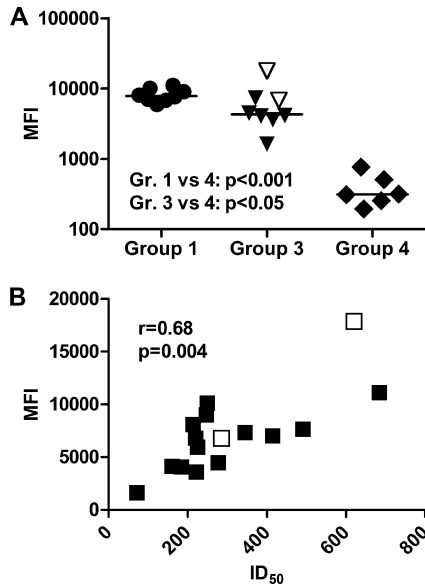 A
100000
10000
1000
100
MFI
Gr. 1 vs 4: p<0.001
Gr. 3 vs 4: p<0.05
Group 1 Group 3 Group 4
B
20000
15000
10000
5000
0
MFI
r=0.68
p=0.004
0 200 400 600 800
ID50